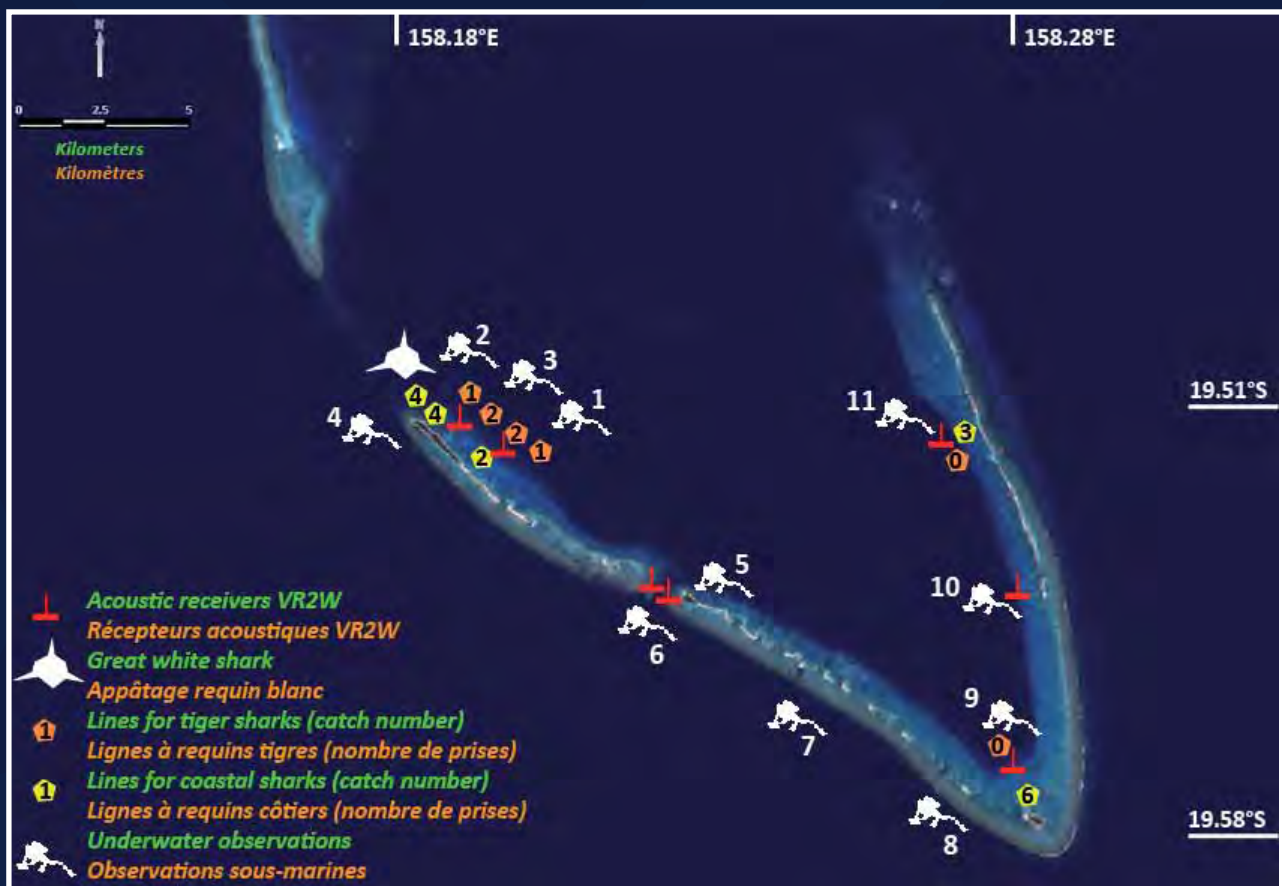 N
158.18°E
158.28°E
0 2.5 5
Kilometers
Kilomètres
2
3
1
4
19.51°S
4
4
1
2
2
1
2
11
3
0
5
6
10
9
0
7
6
8
19.58°S
Acoustic receivers VR2W
Récepteurs acoustiques VR2W
Great white shark
Appâtage requin blanc
1
Lines for tiger sharks (catch number)
Lignes à requins tigres (nombre de prises)
1
Lines for coastal sharks (catch number)
Lignes à requins côtiers (nombre de prises)
Underwater observations
Observations sous-marines